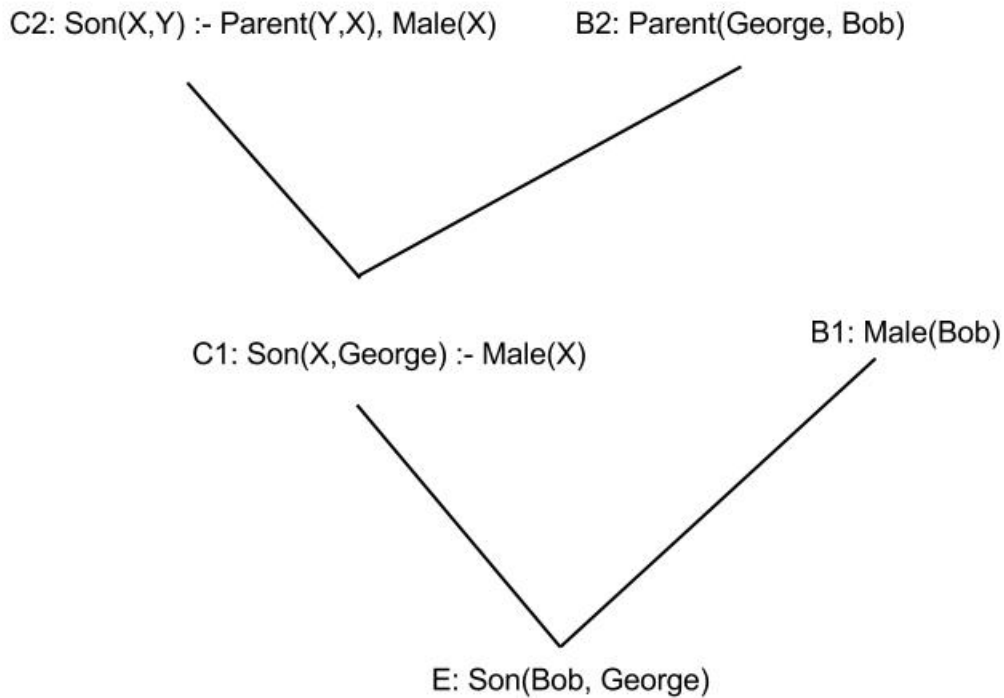 C2: Son(X,Y) :- Parent(Y,X), Male(X)
B2: Parent(George, Bob)
C1: Son(X,George) :- Male(X)
B1: Male(Bob)
E: Son(Bob, George)